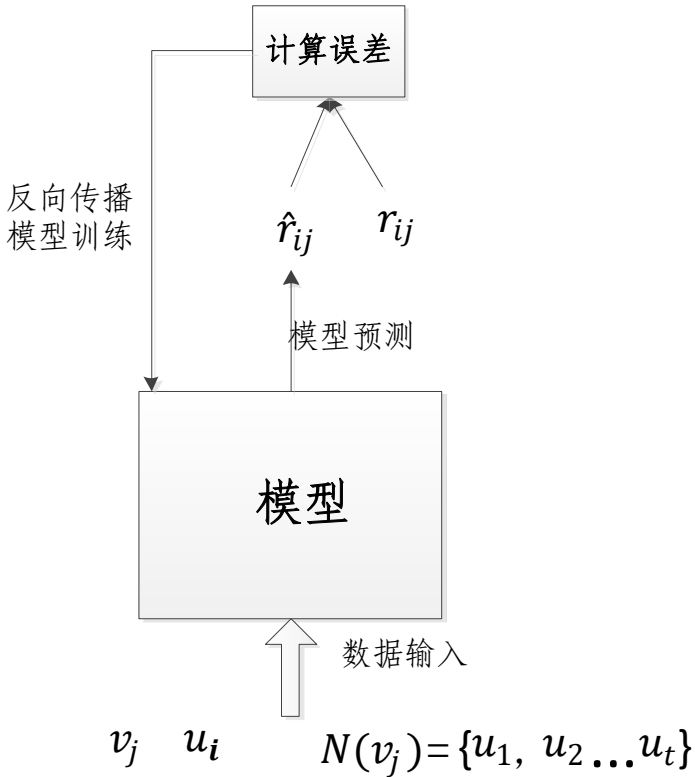 计算误差
反向传播
模型训练
r̂ij rij
模型预测
模型
数据输入
vj ui N(vj)={u1, u2...ut}